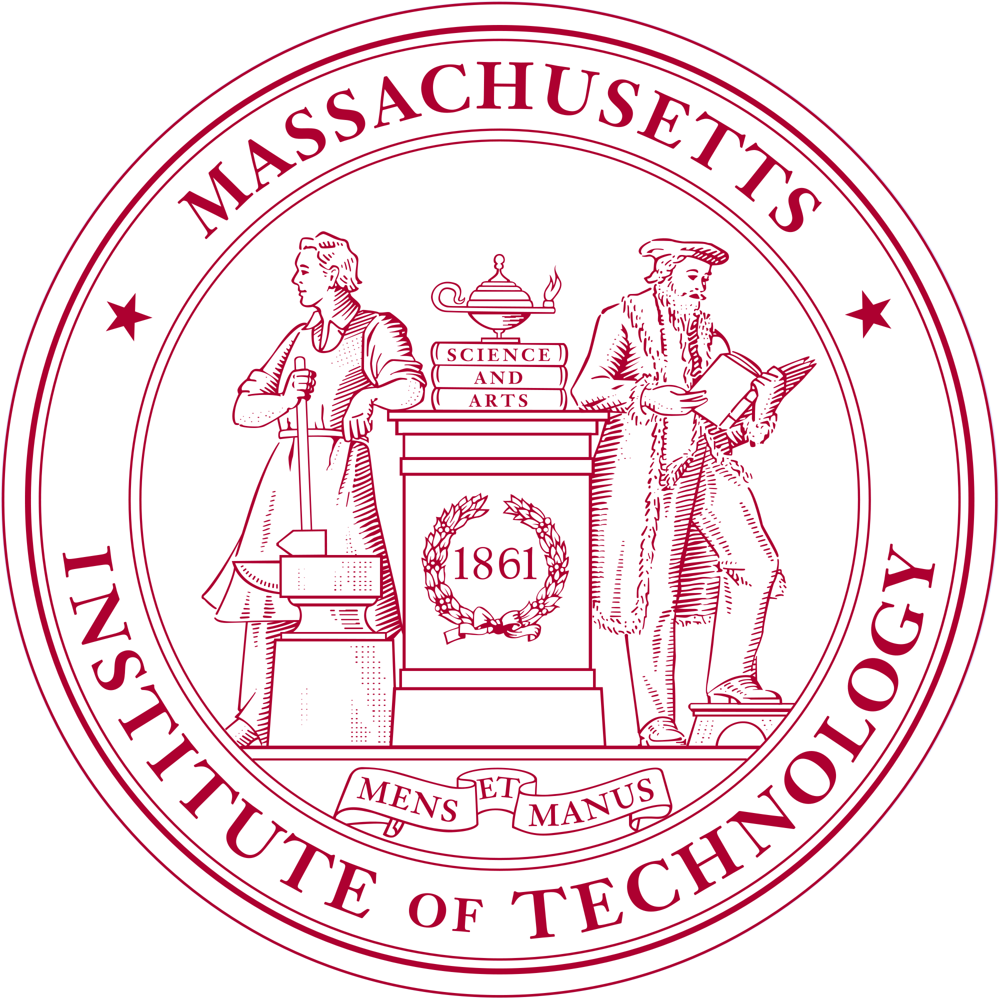 MASSACHUSETTS
INSTITUTE OF TECHNOLOGY
SCIENCE
AND
ARTS
1861
MENS ET MANUS